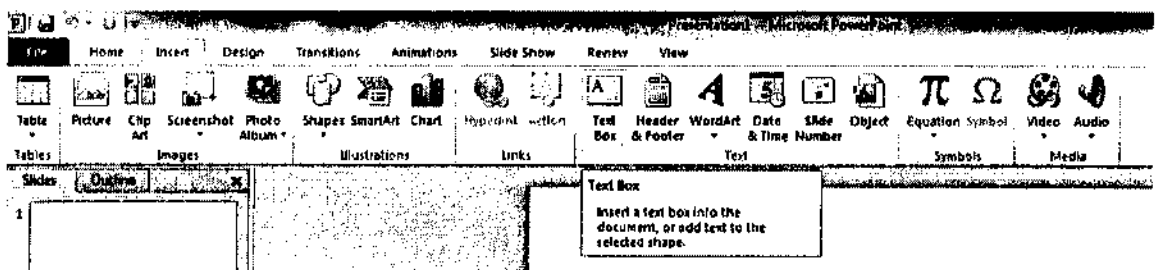 Presentation1 - Microsoft PowerPoint
File Home Insert Design Transitions Animations Slide Show Review View
Table Picture Clip Art Screenshot Photo Album Shapes SmartArt Chart Hyperlink Action Text Box Header & Footer WordArt Date & Time Slide Number Object Equation Symbol Video Audio
Tables Images Illustrations Links Text Symbols Media
Slides Outline
Text Box
1
Insert a text box into the
document, or add text to the
selected shape.